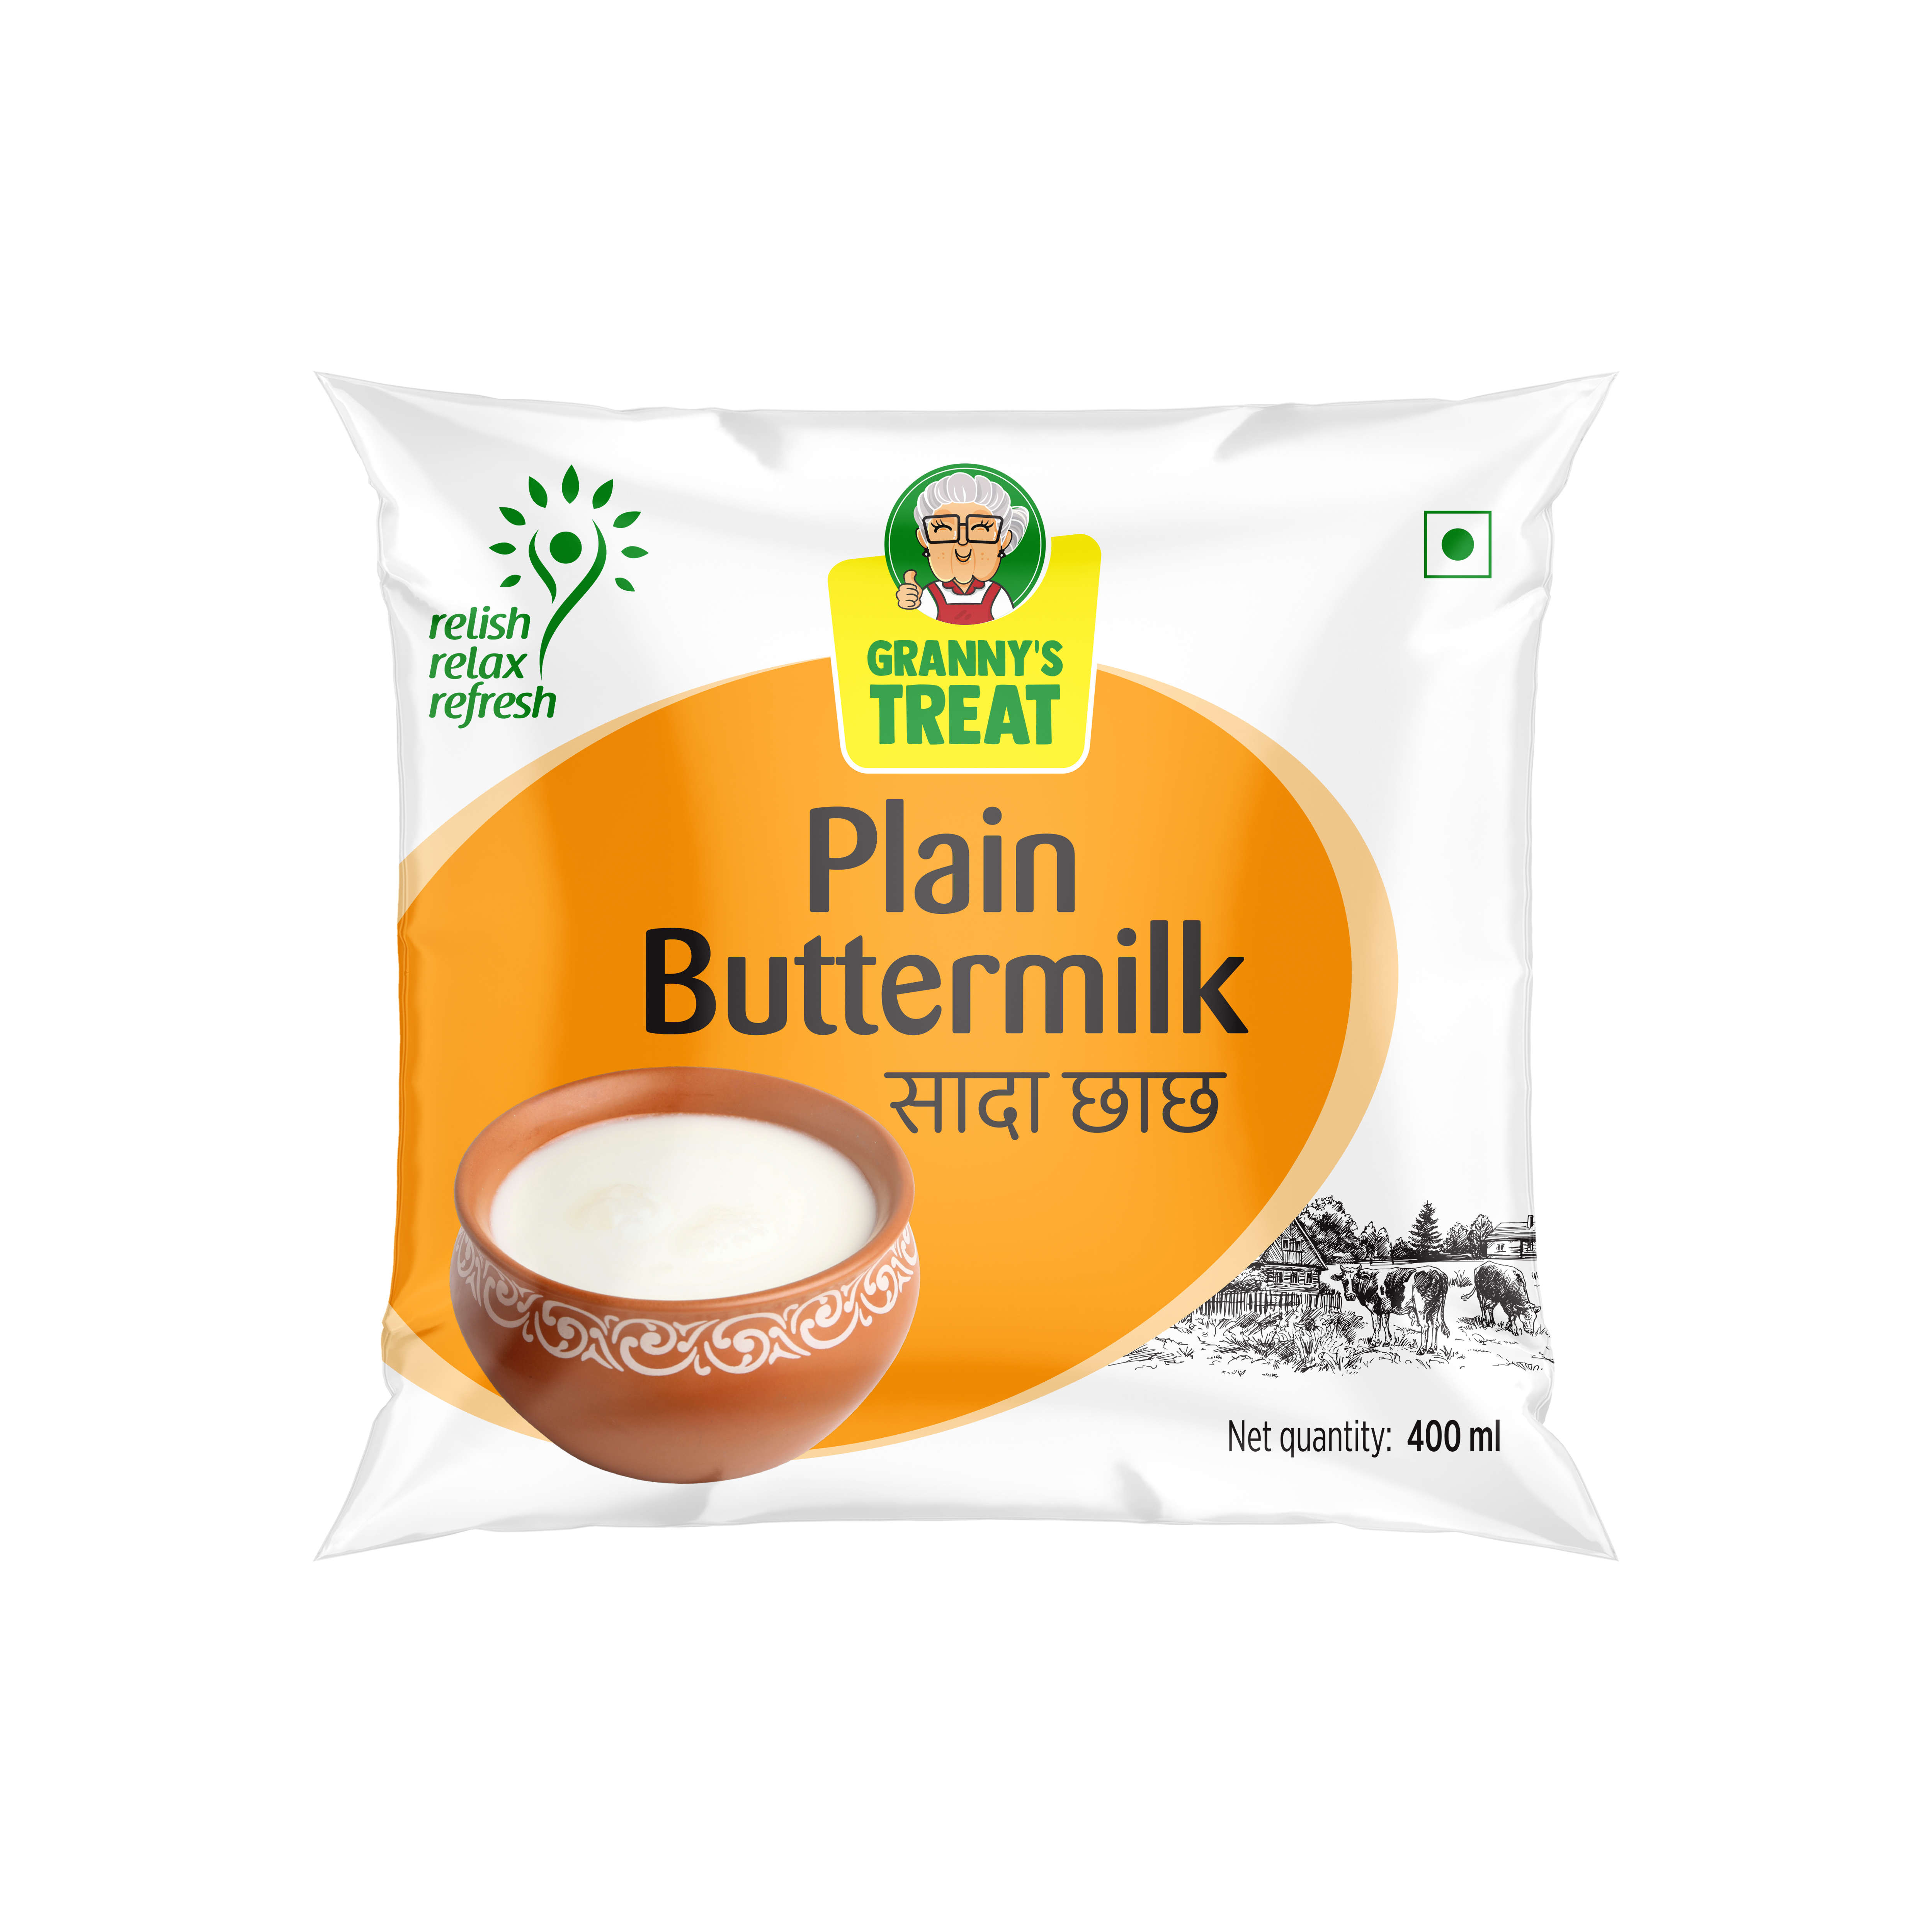 relish
relax
refresh
GRANNY'S
TREAT
Plain
Buttermilk
सादा छाछ
Net quantity: 400 ml